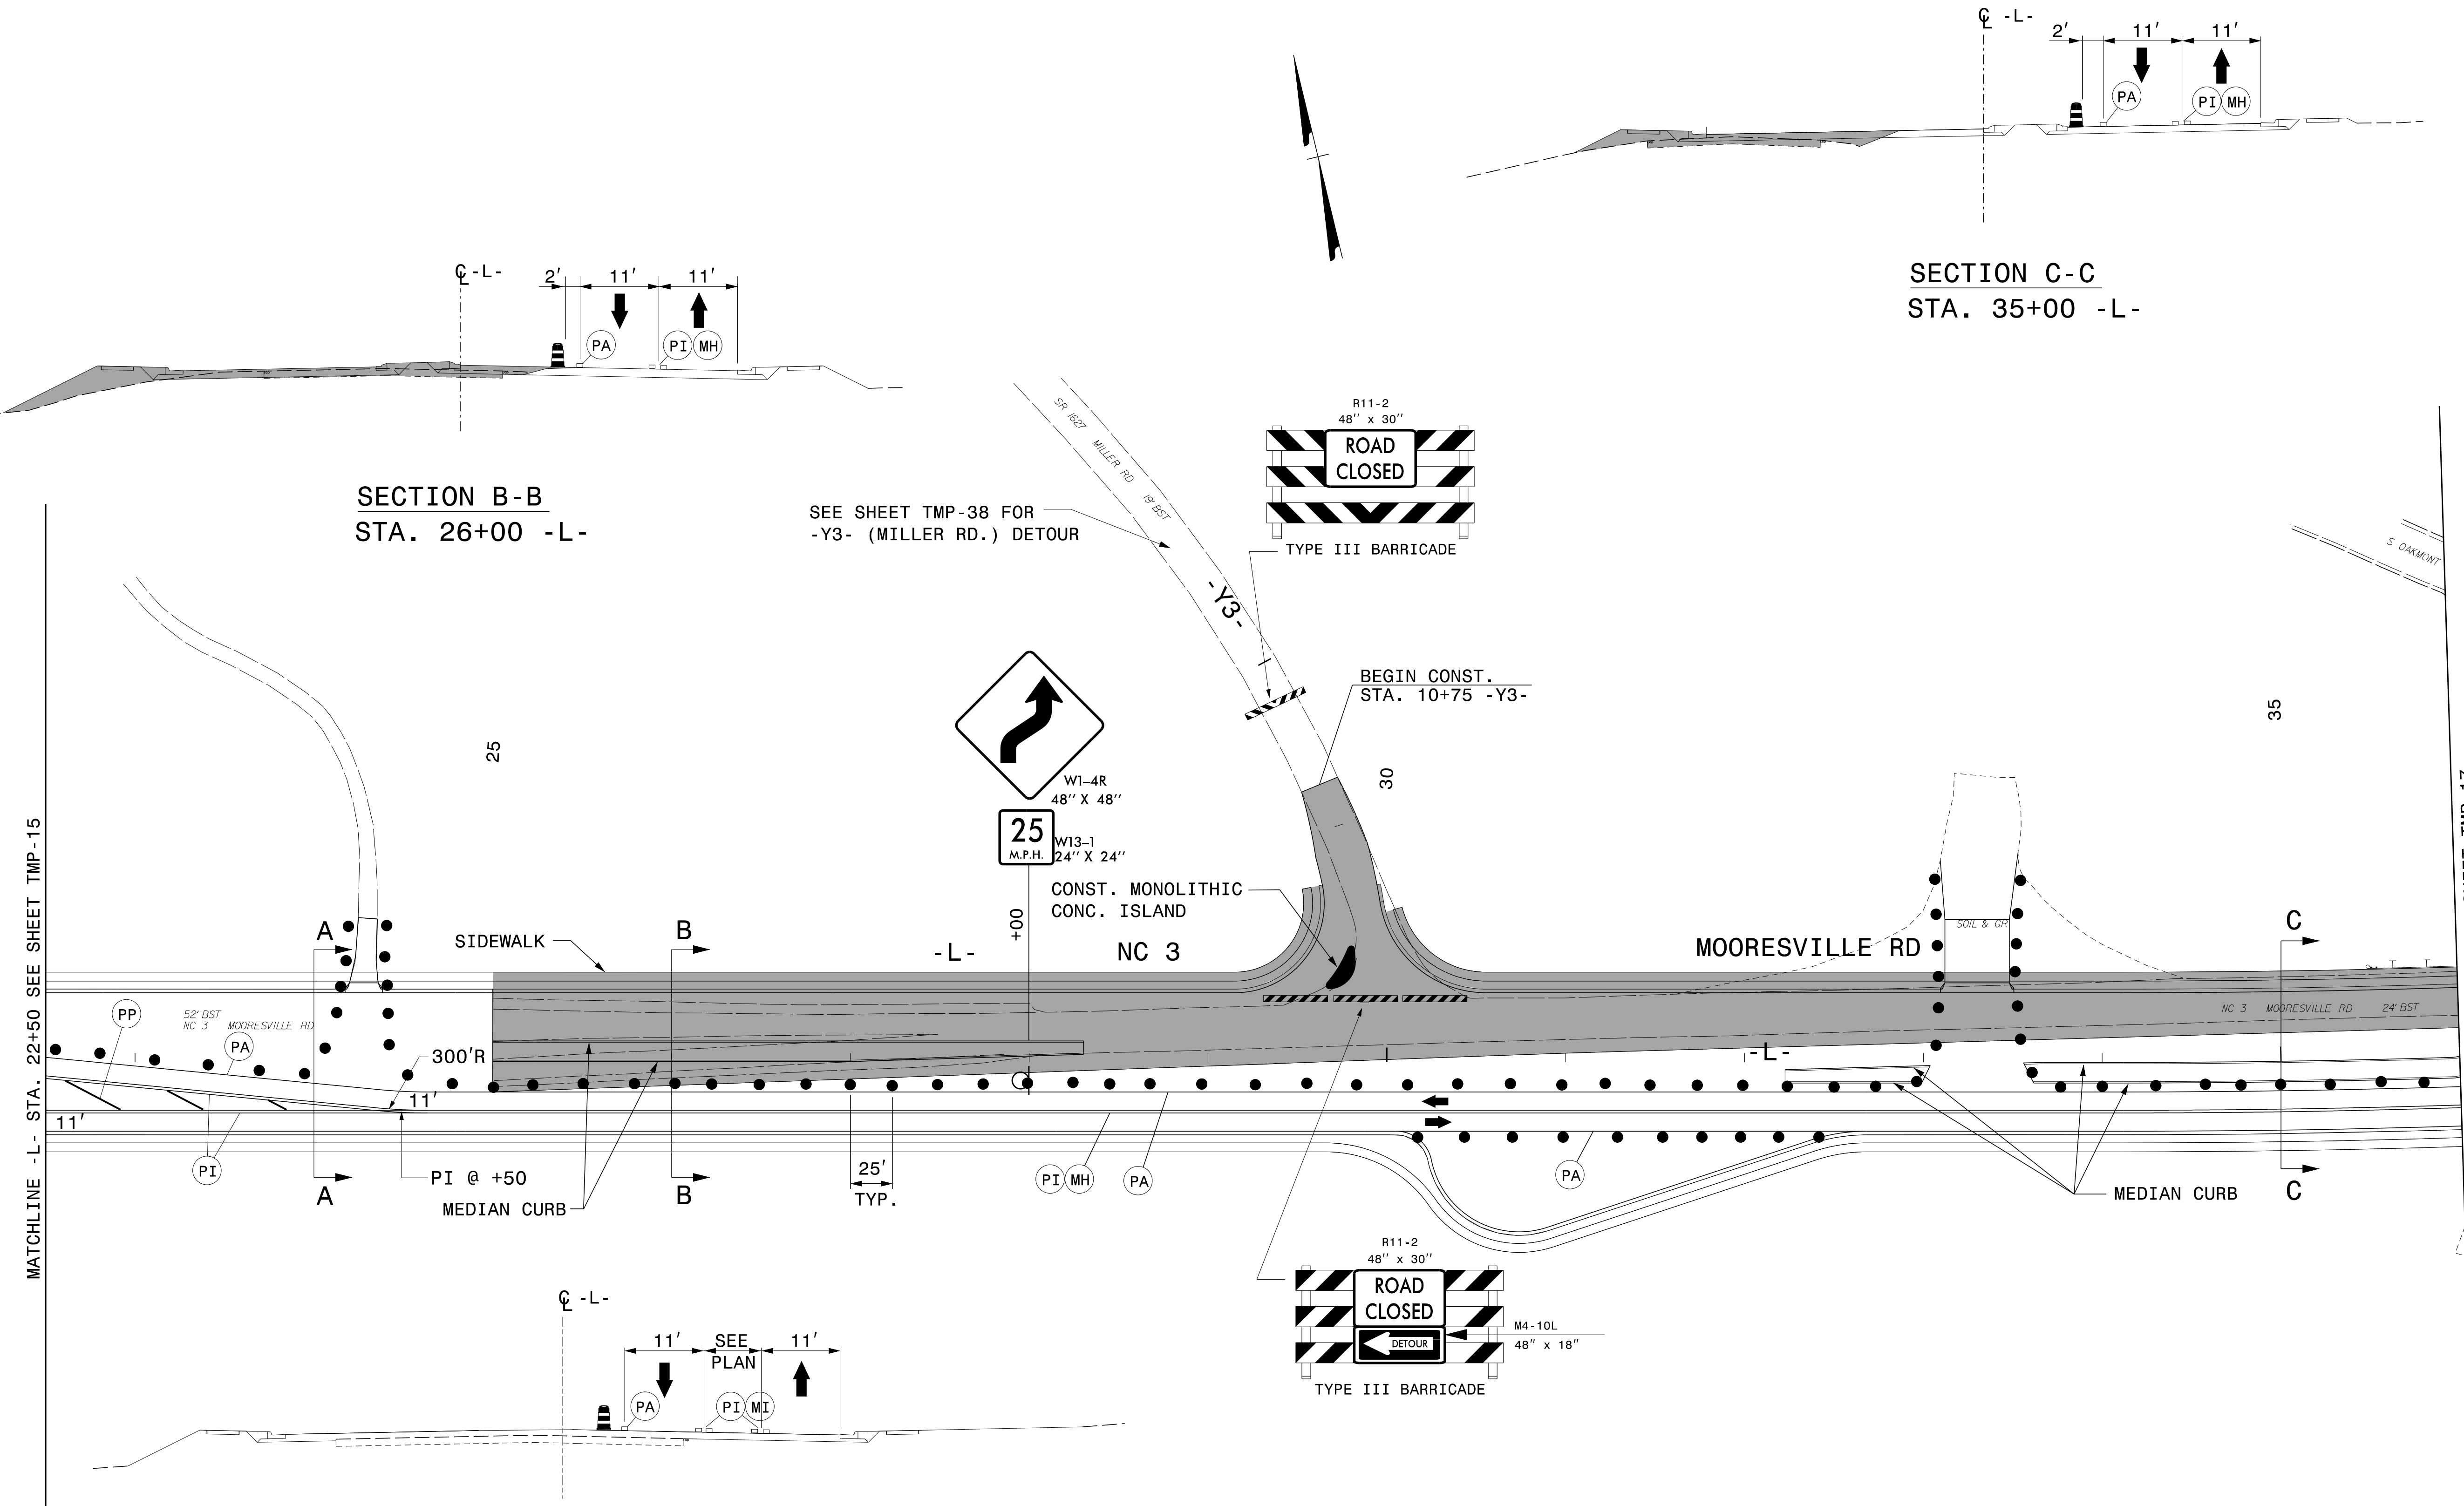 ℄ -L-
2'
11'
11'
PA
PI
MH
SECTION C-C
STA. 35+00 -L-
℄ -L-
2'
11'
11'
PA
PI
MH
SECTION B-B
STA. 26+00 -L-
SR 1627 MILLER RD 19' BST
SEE SHEET TMP-38 FOR
-Y3- (MILLER RD.) DETOUR
R11-2
48'' x 30''
ROAD
CLOSED
TYPE III BARRICADE
S OAKMONT
-Y3-
BEGIN CONST.
STA. 10+75 -Y3-
25
30
35
W1-4R
48'' X 48''
25
M.P.H.
W13-1
24'' X 24''
CONST. MONOLITHIC
CONC. ISLAND
+00
MATCHLINE -L- STA. 22+50 SEE SHEET TMP-15
A
SIDEWALK
B
-L-
NC 3
MOORESVILLE RD
SOIL & GR
C
PP
52' BST
NC 3 MOORESVILLE RD
PA
NC 3 MOORESVILLE RD 24' BST
300'R
-L-
11'
11'
PI
PI @ +50
A
MEDIAN CURB
B
25'
TYP.
PI
MH
PA
PA
MEDIAN CURB
C
R11-2
48'' x 30''
ROAD
CLOSED
DETOUR
M4-10L
48" x 18"
TYPE III BARRICADE
℄ -L-
11'
SEE
PLAN
11'
PA
PI
MI